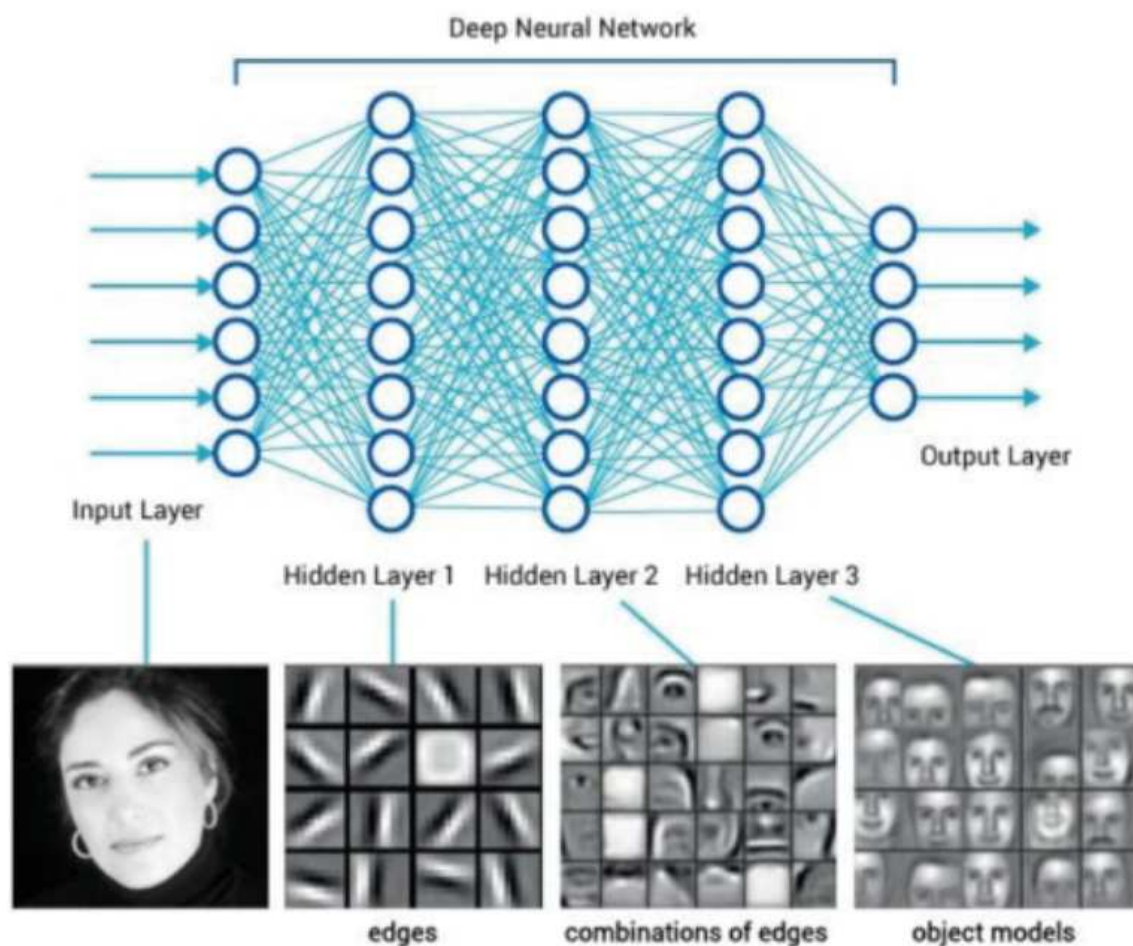 Deep Neural Network
Output Layer
Input Layer
Hidden Layer 1
Hidden Layer 2
Hidden Layer 3
edges
combinations of edges
object models